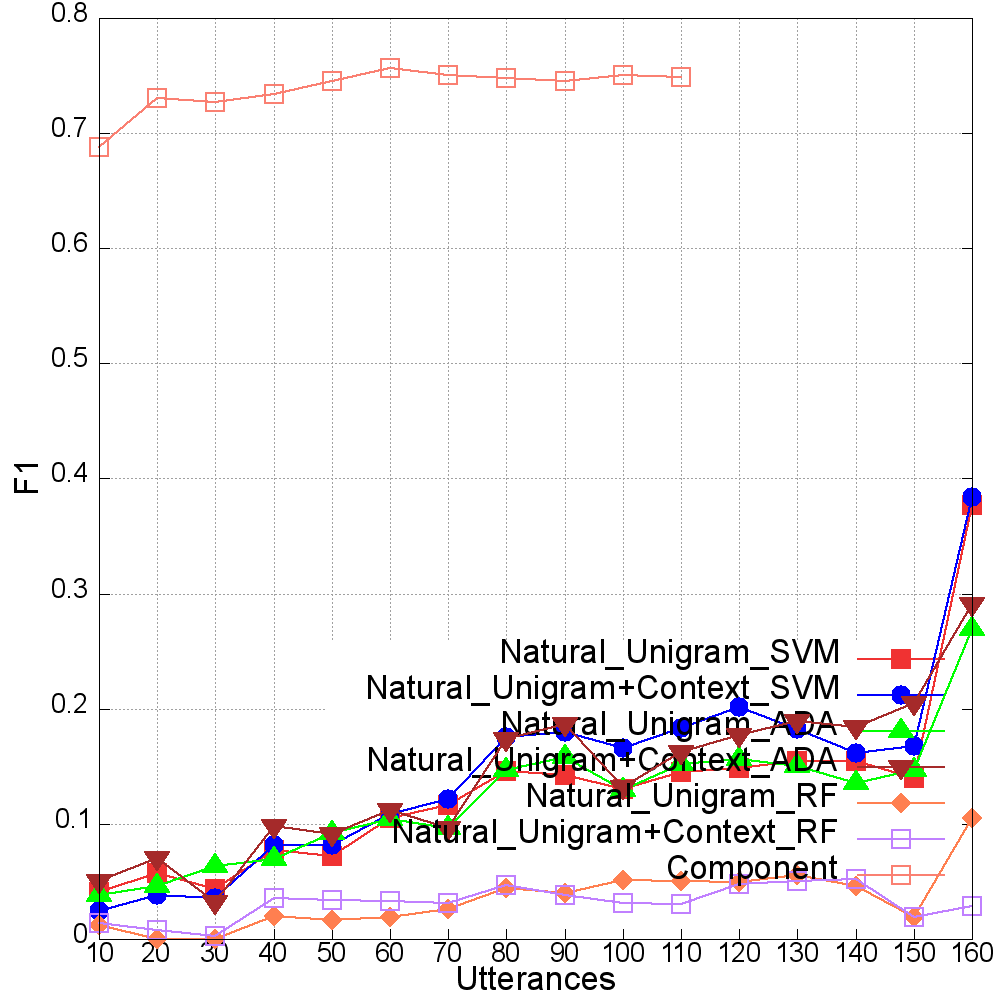 0.8
0.7
0.6
0.5
0.4
0.3
0.2
0.1
0
F1
Natural_Unigram_SVM
Natural_Unigram+Context_SVM
Natural_Unigram_ADA
Natural_Unigram+Context_ADA
Natural_Unigram_RF
Natural_Unigram+Context_RF
Component
10 20 30 40 50 60 70 80 90 100 110 120 130 140 150 160
Utterances